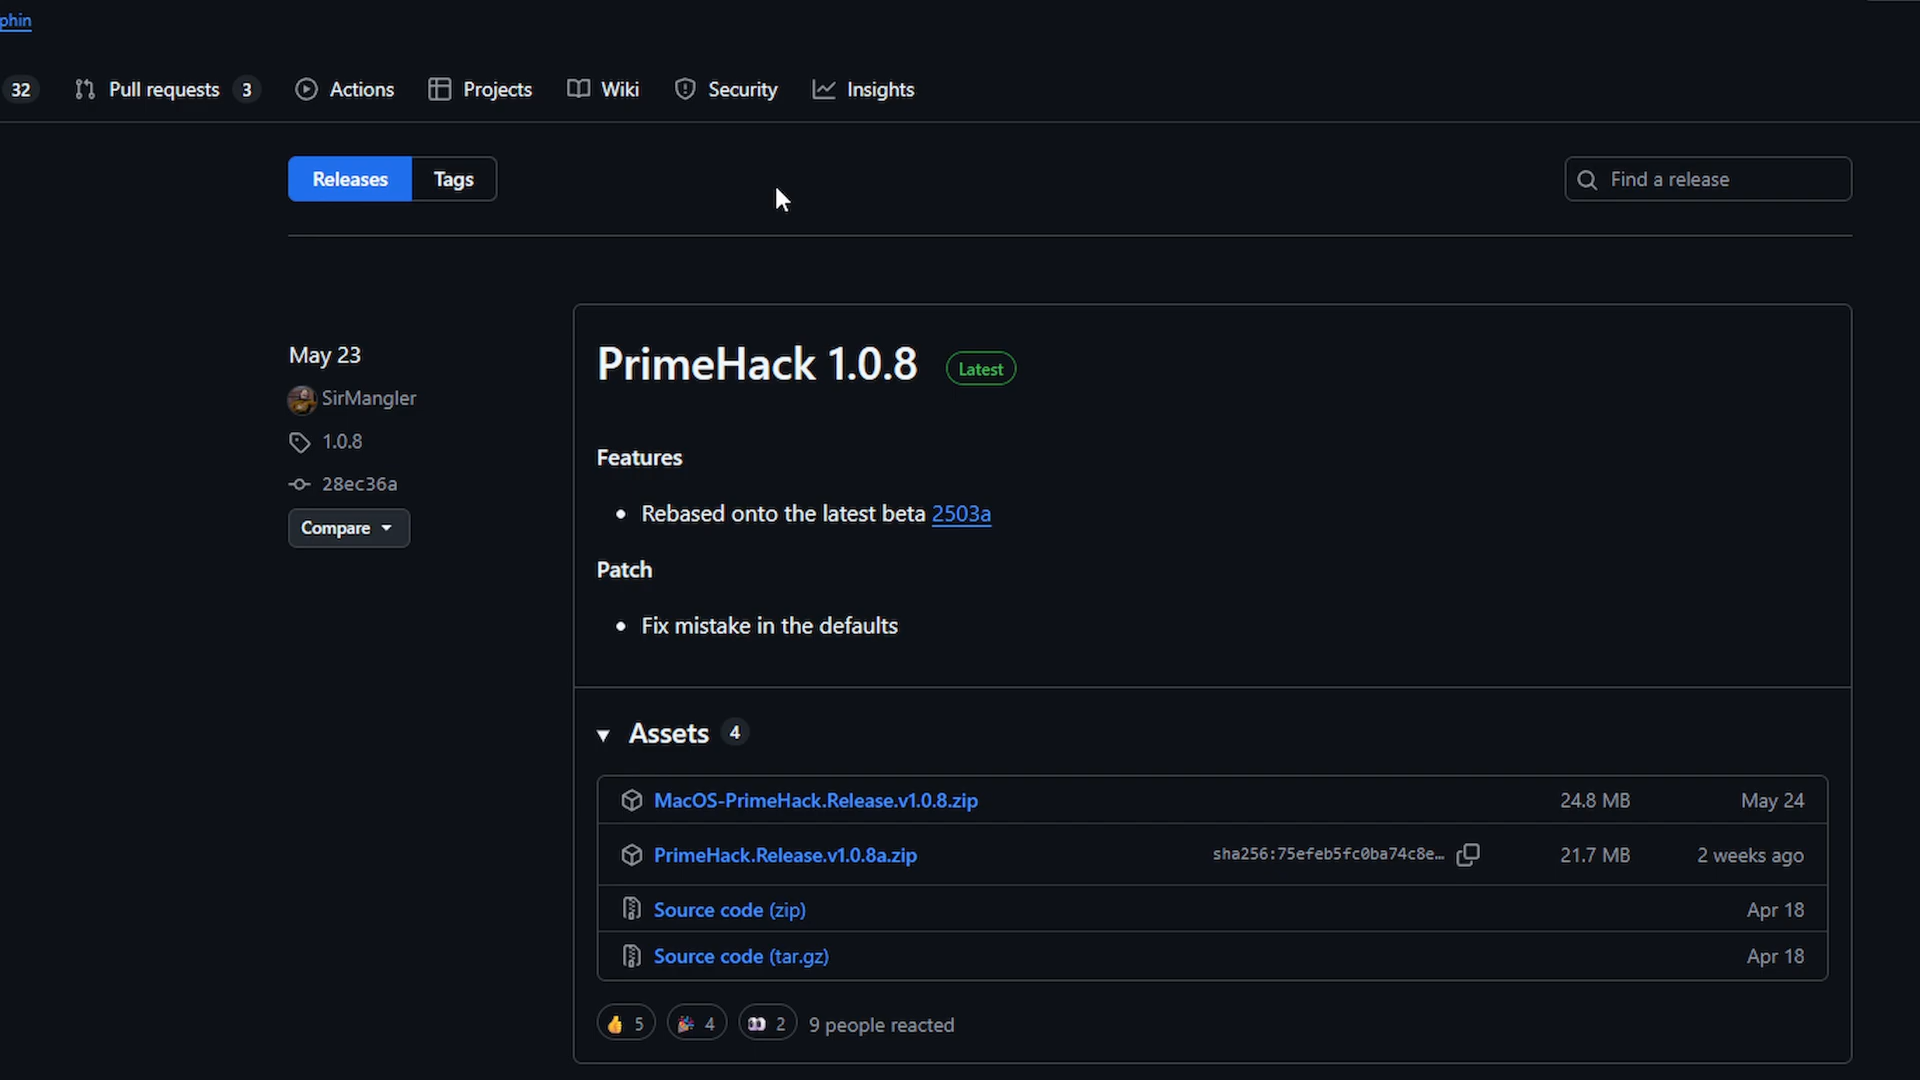 phin
32 Pull requests 3 Actions Projects Wiki Security Insights
Releases Tags Find a release
May 23
SirMangler
1.0.8
28ec36a
Compare
PrimeHack 1.0.8 Latest
Features
Rebased onto the latest beta 2503a
Patch
Fix mistake in the defaults
Assets 4
MacOS-PrimeHack.Release.v1.0.8.zip 24.8 MB May 24
PrimeHack.Release.v1.0.8a.zip sha256:75efeb5fc0ba74c8e… 21.7 MB 2 weeks ago
Source code (zip) Apr 18
Source code (tar.gz) Apr 18
👍 5 🎉 4 👀 2 9 people reacted